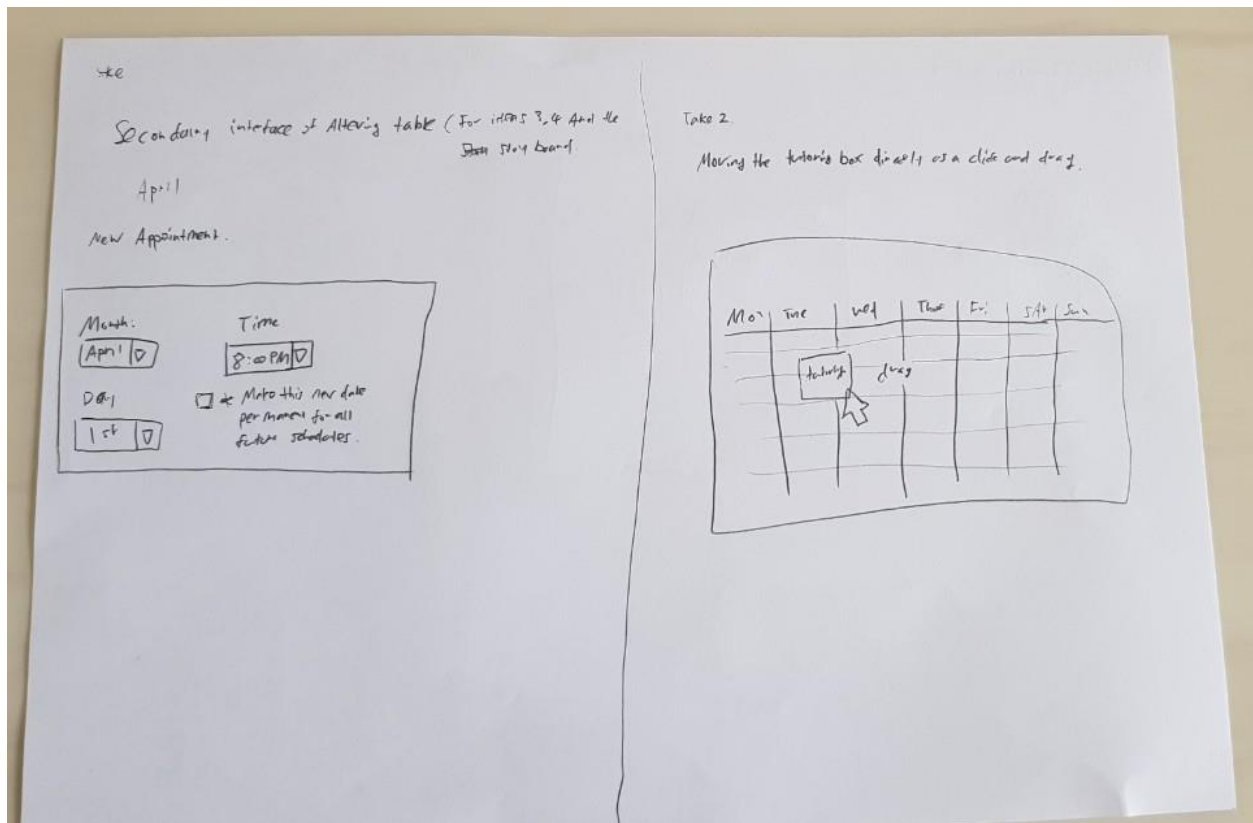 Secondary interface of Altering table (For items 3,4 And the
story board.
April
New Appointment.
Month:
Time
April
8:00 PM
Day
1st
* Make this new date
permanent for all
future schedules.
Take 2.
Moving the tutoring box directly as a click and drag.
Mon Tue Wed Thur Fri SAt Sun
tutoring
drag